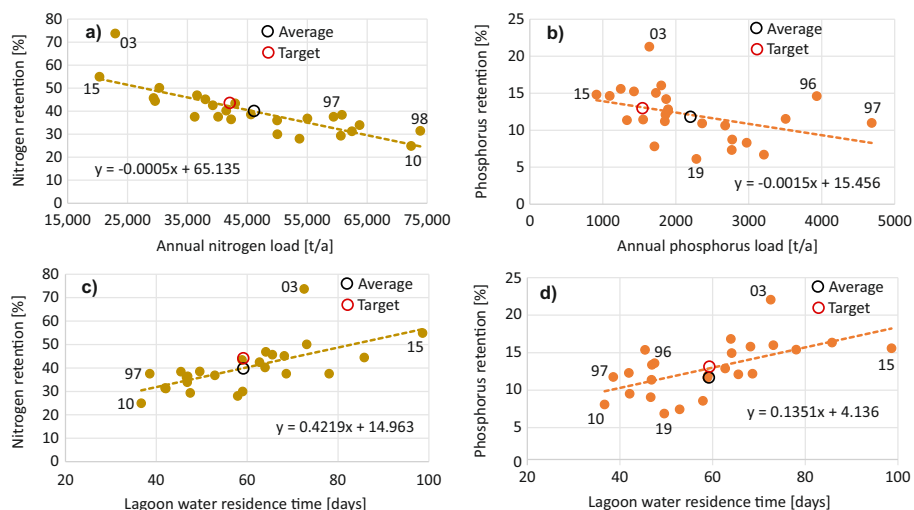 a)
03
15
97
98
10
Average
Target
y = -0.0005x + 65.135
Nitrogen retention [%]
80
70
60
50
40
30
20
10
0
15,000 25,000 35,000 45,000 55,000 65,000 75,000
Annual nitrogen load [t/a]
b)
03
15
96
97
19
Average
Target
y = -0.0015x + 15.456
Phosphorus retention [%]
25
20
15
10
5
0
0 1000 2000 3000 4000 5000
Annual phosphorus load [t/a]
c)
03
15
97
10
Average
Target
y = 0.4219x + 14.963
Nitrogen retention [%]
80
70
60
50
40
30
20
10
0
20 40 60 80 100
Lagoon water residence time [days]
d)
03
96
97
15
10
19
Average
Target
y = 0.1351x + 4.136
Phosphorus retention [%]
25
20
15
10
5
0
20 40 60 80 100
Lagoon water residence time [days]